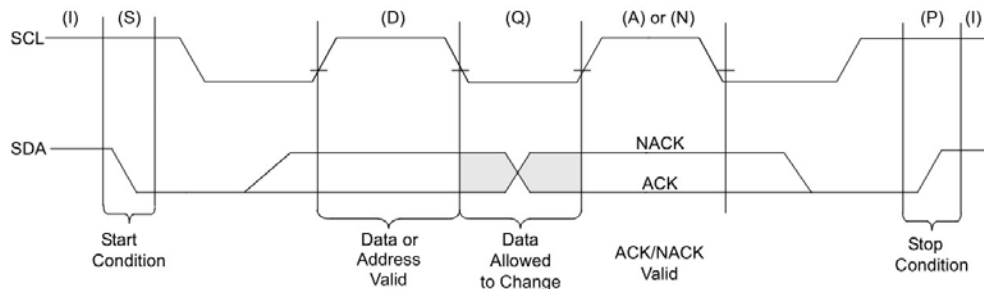 (I) (S) (D) (Q) (A) or (N) (P) (I)
SCL
SDA
NACK
ACK
Start
Condition
Data or
Address
Valid
Data
Allowed
to Change
ACK/NACK
Valid
Stop
Condition